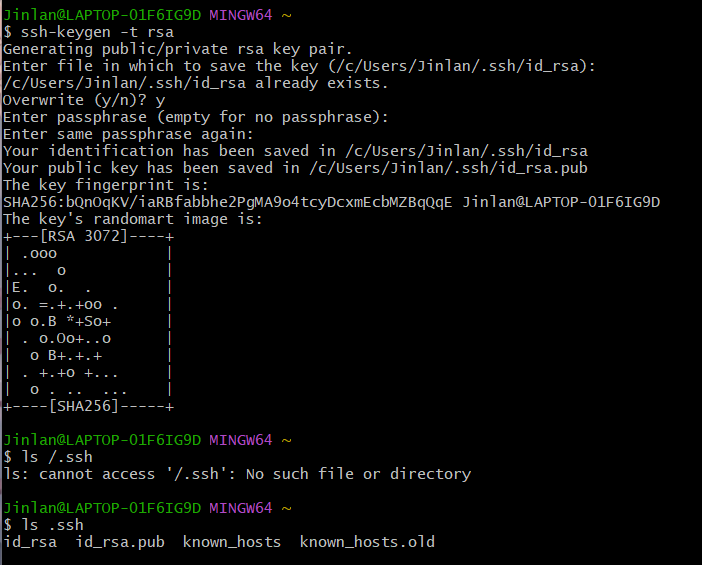 Jinlan@LAPTOP-O1F6IG9D MINGW64 ~
$ ssh-keygen -t rsa
Generating public/private rsa key pair.
Enter file in which to save the key (/c/Users/Jinlan/.ssh/id_rsa):
/c/Users/Jinlan/.ssh/id_rsa already exists.
Overwrite (y/n)? y
Enter passphrase (empty for no passphrase):
Enter same passphrase again:
Your identification has been saved in /c/Users/Jinlan/.ssh/id_rsa
Your public key has been saved in /c/Users/Jinlan/.ssh/id_rsa.pub
The key fingerprint is:
SHA256:bQnOqKV/iaRBfabbhe2PgMA9o4tcyDcxmEcbMZBqQqE Jinlan@LAPTOP-O1F6IG9D
The key's randomart image is:
+---[RSA 3072]----+
| .ooo            |
|...  o           |
|E.  o.  .        |
|o. =.+.+oo .     |
|o o.B *+So+      |
| . o.Oo+..o      |
|  o B+.+.+       |
| . +.+o +...     |
|  o . ..  ...    |
+----[SHA256]-----+
Jinlan@LAPTOP-O1F6IG9D MINGW64 ~
$ ls /.ssh
ls: cannot access '/.ssh': No such file or directory
Jinlan@LAPTOP-O1F6IG9D MINGW64 ~
$ ls .ssh
id_rsa  id_rsa.pub  known_hosts  known_hosts.old